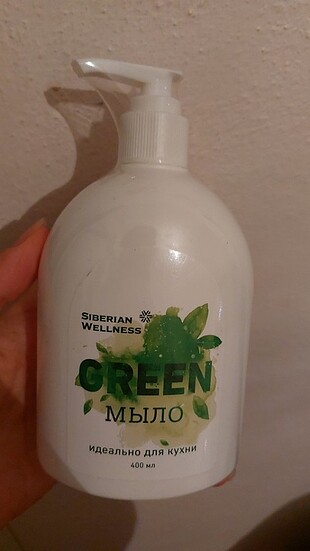 SIBERIAN
WELLNESS
GREEN
МЫЛО
идеально для кухни
400 мл